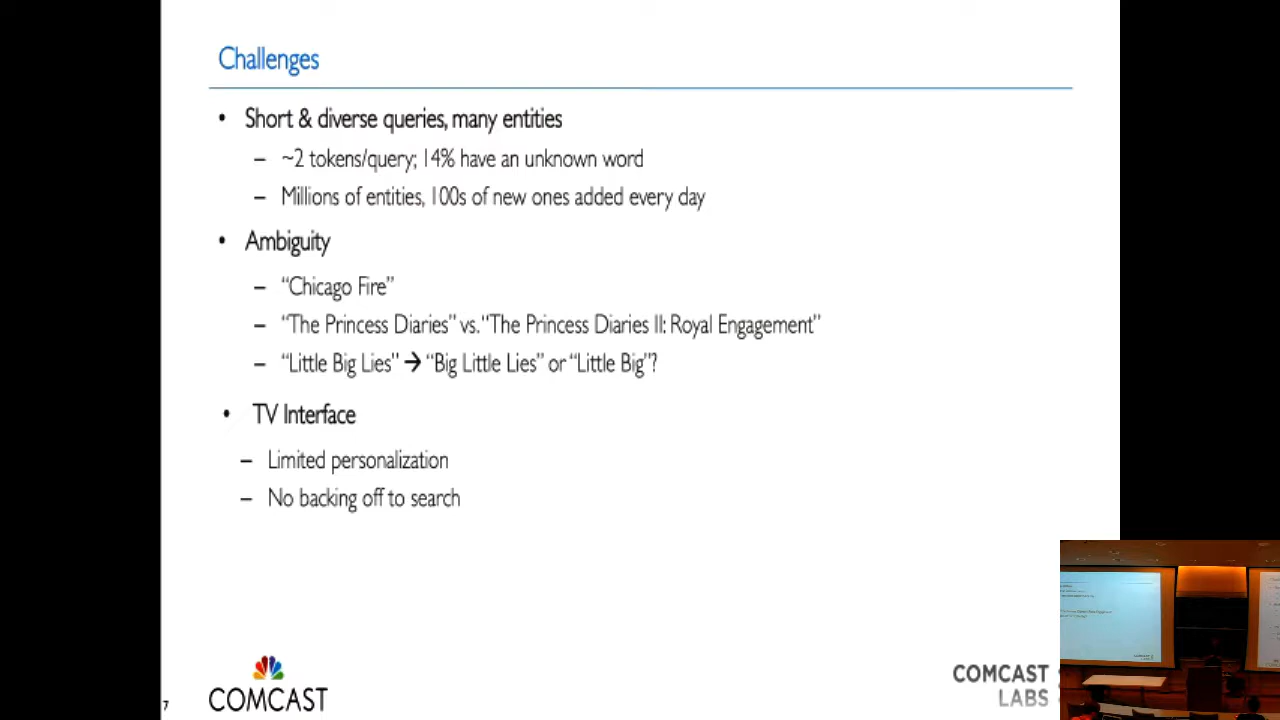 Challenges
• Short & diverse queries, many entities
– ~2 tokens/query; 14% have an unknown word
– Millions of entities, 100s of new ones added every day
• Ambiguity
– “Chicago Fire”
– “The Princess Diaries” vs. “The Princess Diaries II: Royal Engagement”
– “Little Big Lies” → “Big Little Lies” or “Little Big”?
• TV Interface
– Limited personalization
– No backing off to search
7
COMCAST
COMCAST
LABS